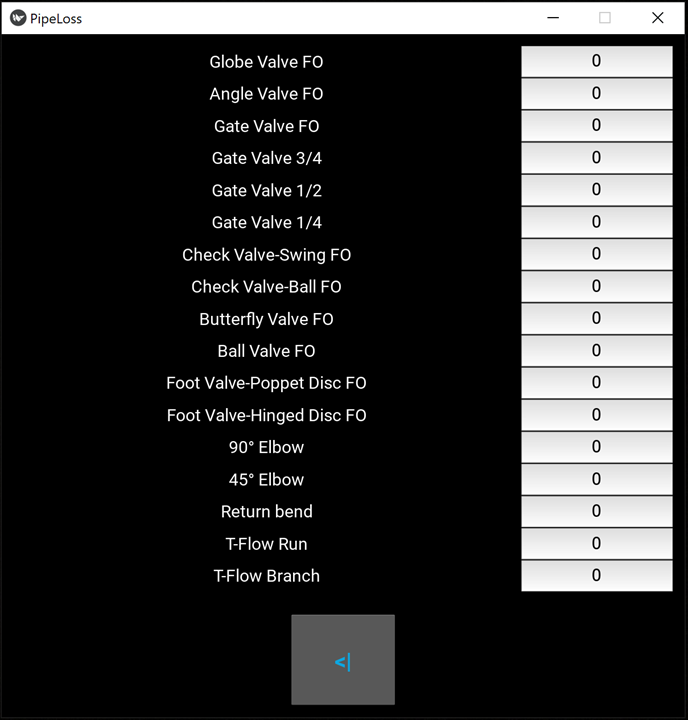 PipeLoss
Globe Valve FO 0
Angle Valve FO 0
Gate Valve FO 0
Gate Valve 3/4 0
Gate Valve 1/2 0
Gate Valve 1/4 0
Check Valve-Swing FO 0
Check Valve-Ball FO 0
Butterfly Valve FO 0
Ball Valve FO 0
Foot Valve-Poppet Disc FO 0
Foot Valve-Hinged Disc FO 0
90° Elbow 0
45° Elbow 0
Return bend 0
T-Flow Run 0
T-Flow Branch 0
<|